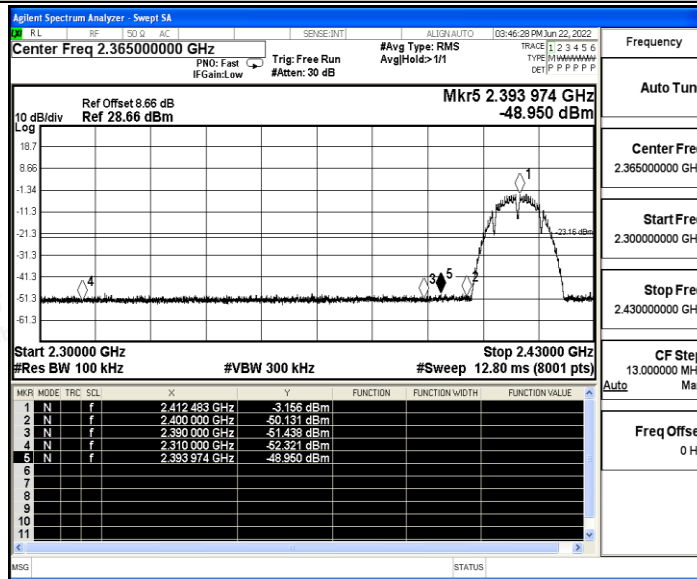 Agilent Spectrum Analyzer - Swept SA
RL RF 50 Ω AC SENSE:INT ALIGN AUTO 03:46:28 PM Jun 22, 2022
Center Freq 2.365000000 GHz
PNO: Fast
IFGain:Low
Trig: Free Run
#Atten: 30 dB
#Avg Type: RMS
Avg|Hold:>1/1
TRACE 1 2 3 4 5 6
TYPE M
DET P P P P P P
Frequency
Auto Tun
Center Fre
2.365000000 GH
Start Fre
2.300000000 GH
Stop Fre
2.430000000 GH
CF Step
13.000000 MH
Auto Ma
Freq Offse
0 H
Mkr5 2.393 974 GHz
-48.950 dBm
Ref Offset 8.66 dB
10 dB/div Ref 28.66 dBm
Log
18.7
8.66
-1.34
-11.3
-21.3
-31.3
-41.3
-51.3
-61.3
1
-23.16 dBm
4
3
5
2
Start 2.30000 GHz Stop 2.43000 GHz
#Res BW 100 kHz #VBW 300 kHz #Sweep 12.80 ms (8001 pts)
MKR MODE TRC SCL X Y FUNCTION FUNCTION WIDTH FUNCTION VALUE
1 N f 2.412 483 GHz -3.156 dBm
2 N f 2.400 000 GHz -50.131 dBm
3 N f 2.390 000 GHz -51.438 dBm
4 N f 2.310 000 GHz -52.321 dBm
5 N f 2.393 974 GHz -48.950 dBm
6
7
8
9
10
11
MSG STATUS